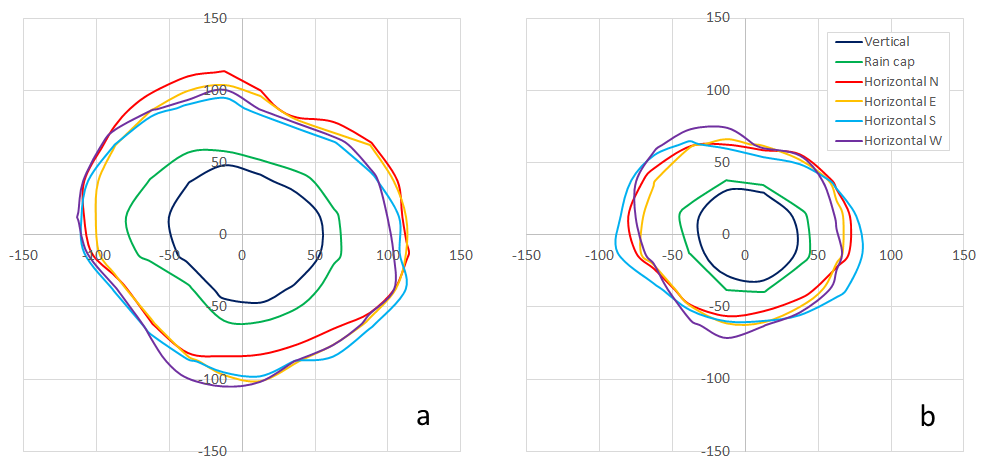 150
100
50
0
-50
-100
-150
-150 -100 -50 0 50 100 150
a
150
100
50
0
-50
-100
-150
-150 -100 -50 0 50 100 150
Vertical
Rain cap
Horizontal N
Horizontal E
Horizontal S
Horizontal W
b